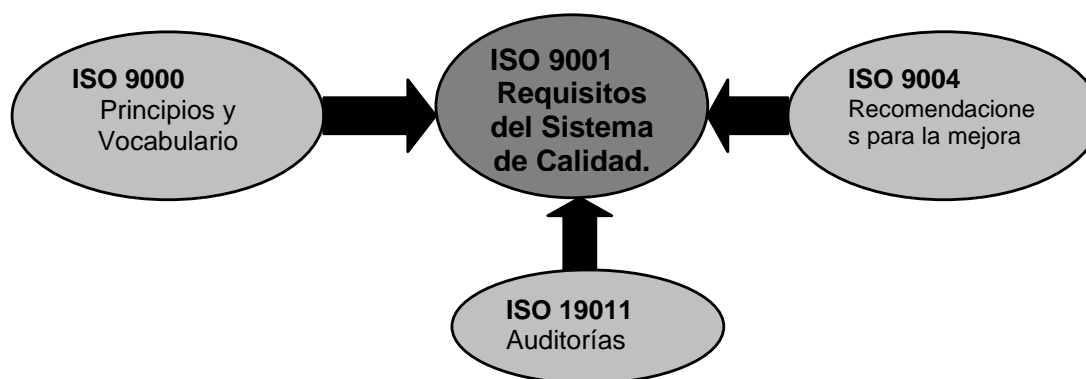 ISO 9000
Principios y
Vocabulario
ISO 9001
Requisitos
del Sistema
de Calidad.
ISO 9004
Recomendacione
s para la mejora
ISO 19011
Auditorías